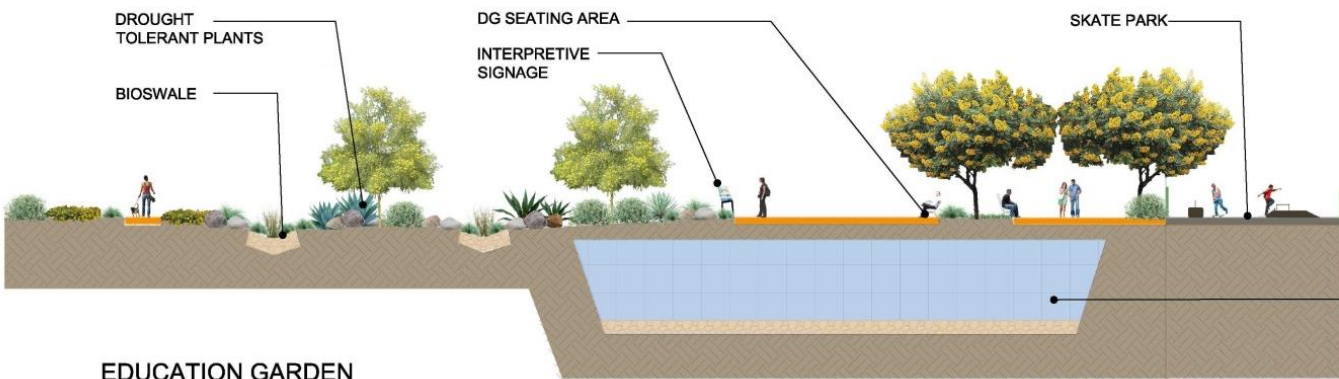 DROUGHT
TOLERANT PLANTS
BIOSWALE
DG SEATING AREA
INTERPRETIVE
SIGNAGE
SKATE PARK
EDUCATION GARDEN